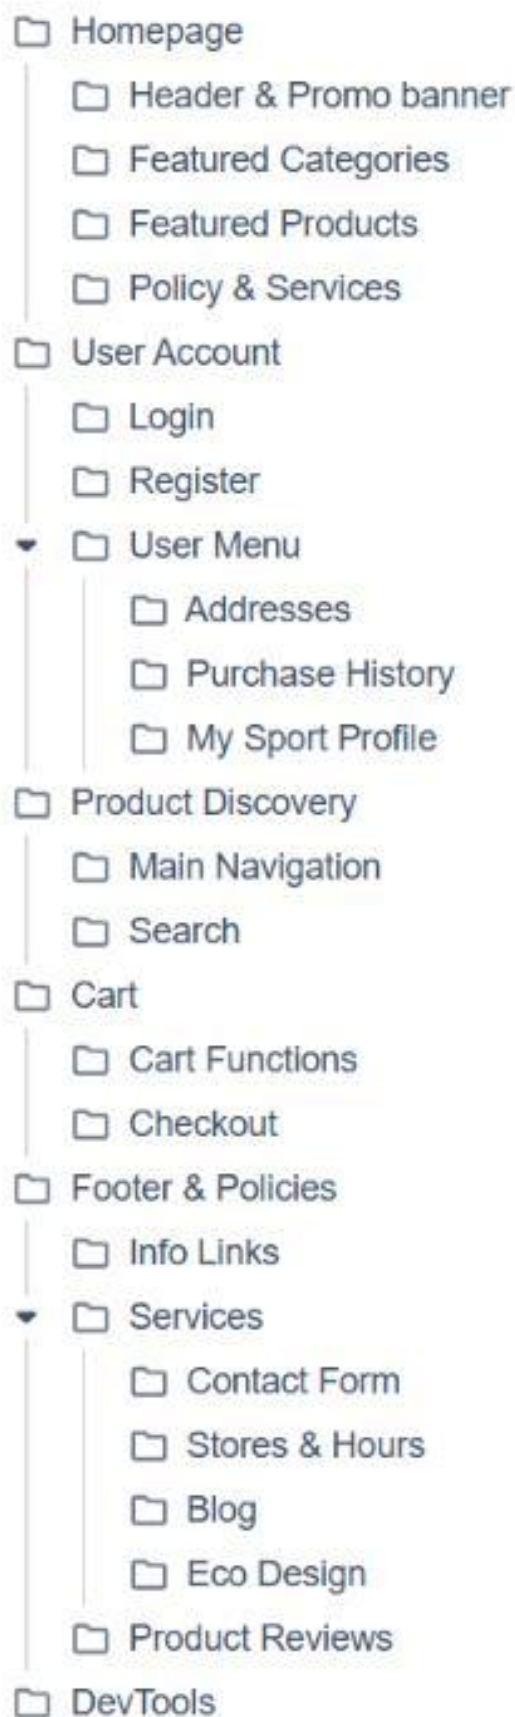 Homepage
Header & Promo banner
Featured Categories
Featured Products
Policy & Services
User Account
Login
Register
User Menu
Addresses
Purchase History
My Sport Profile
Product Discovery
Main Navigation
Search
Cart
Cart Functions
Checkout
Footer & Policies
Info Links
Services
Contact Form
Stores & Hours
Blog
Eco Design
Product Reviews
DevTools